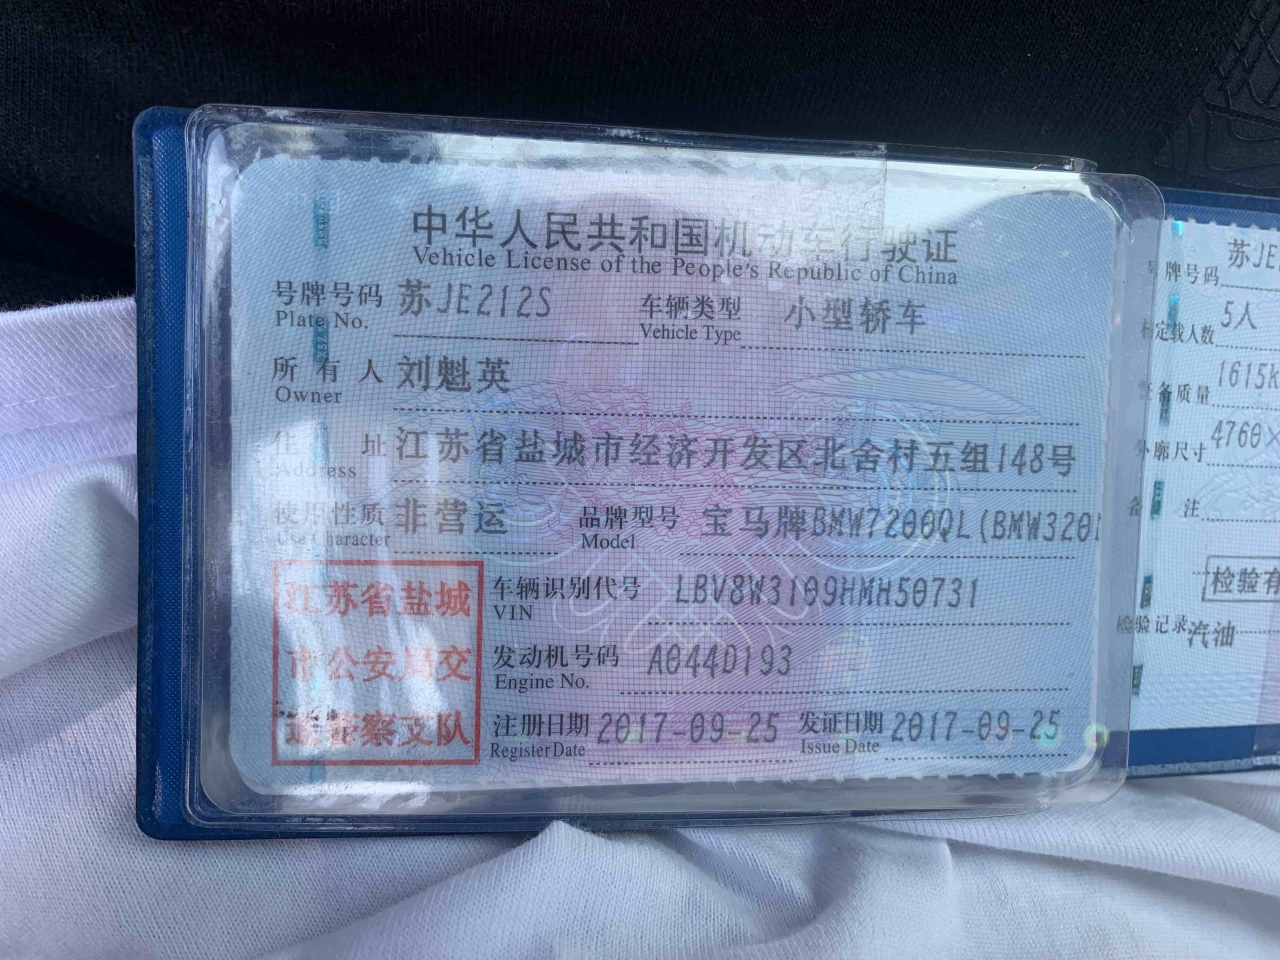 中华人民共和国机动车行驶证
Vehicle License of the People's Republic of China
号牌号码 苏JE212S 车辆类型 小型轿车
Plate No. Vehicle Type
所有人 刘魁英
Owner
住址 江苏省盐城市经济开发区北舍村五组148号
Address
使用性质 非营运 品牌型号 宝马牌BMW7200QL(BMW320
Use Character Model
江苏省盐城
市公安局交
通警察支队
车辆识别代号 LBV8W3109HMH50731
VIN
发动机号码 A044D193
Engine No.
注册日期 2017-09-25 发证日期 2017-09-25
Register Date Issue Date
号牌号码 苏JE
定载人数 5人
整备质量 1615k
外廓尺寸 4760×
备注
检验有
检验记录 汽油